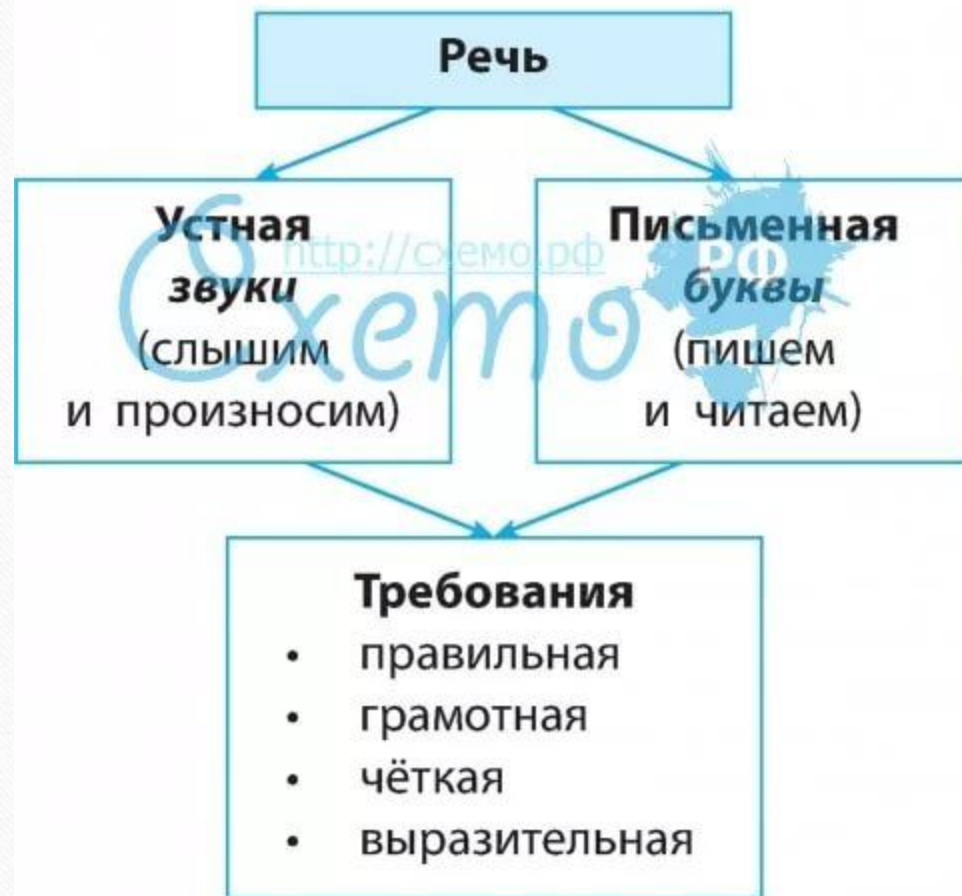 Речь
Устная
звуки
(слышим
и произносим)
Письменная
буквы
(пишем
и читаем)
http://схемо.рф
Схемо
РФ
Требования
• правильная
• грамотная
• чёткая
• выразительная